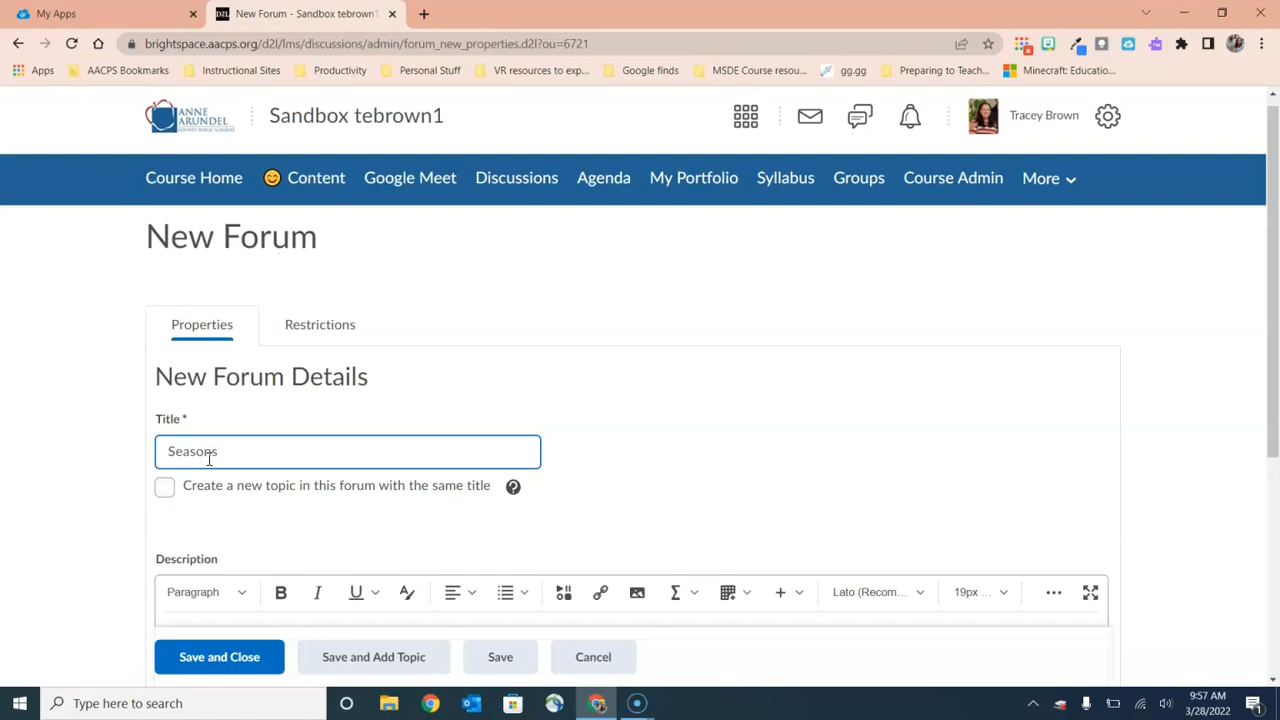 My Apps
New Forum - Sandbox tebrown1
brightspace.aacps.org/d2l/lms/discussions/admin/forum_new_properties.d2l?ou=6721
Apps
AACPS Bookmarks
Instructional Sites
Productivity
Personal Stuff
VR resources to exp...
Google finds
MSDE Course resou...
gg.gg
Preparing to Teach...
Minecraft: Educatio...
ANNE
ARUNDEL
Sandbox tebrown1
Tracey Brown
Course Home
Content
Google Meet
Discussions
Agenda
My Portfolio
Syllabus
Groups
Course Admin
More
New Forum
Properties
Restrictions
New Forum Details
Title *
Seasons
Create a new topic in this forum with the same title
Description
Paragraph
Lato (Recom...
19px ...
Save and Close
Save and Add Topic
Save
Cancel
Type here to search
9:57 AM
3/28/2022